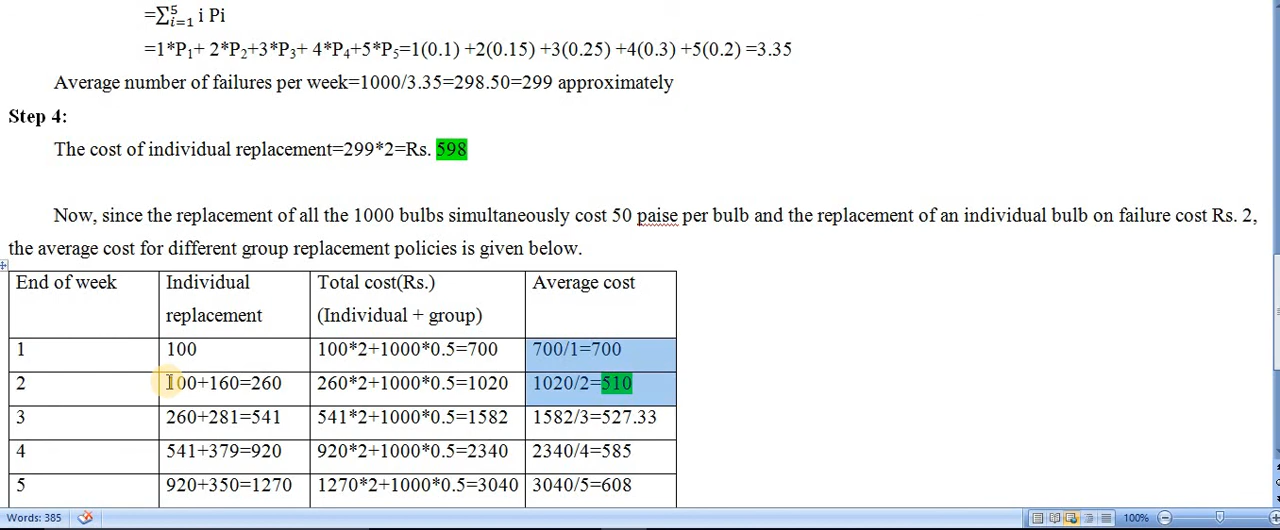 =∑⁵ᵢ₌₁ i Pi
=1*P₁+ 2*P₂+3*P₃+ 4*P₄+5*P₅=1(0.1) +2(0.15) +3(0.25) +4(0.3) +5(0.2) =3.35
Average number of failures per week=1000/3.35=298.50=299 approximately
Step 4:
The cost of individual replacement=299*2=Rs. 598
Now, since the replacement of all the 1000 bulbs simultaneously cost 50 paise per bulb and the replacement of an individual bulb on failure cost Rs. 2,
the average cost for different group replacement policies is given below.
End of week Individual replacement Total cost(Rs.) (Individual + group) Average cost
1 100 100*2+1000*0.5=700 700/1=700
2 100+160=260 260*2+1000*0.5=1020 1020/2=510
3 260+281=541 541*2+1000*0.5=1582 1582/3=527.33
4 541+379=920 920*2+1000*0.5=2340 2340/4=585
5 920+350=1270 1270*2+1000*0.5=3040 3040/5=608
Words: 385 100%